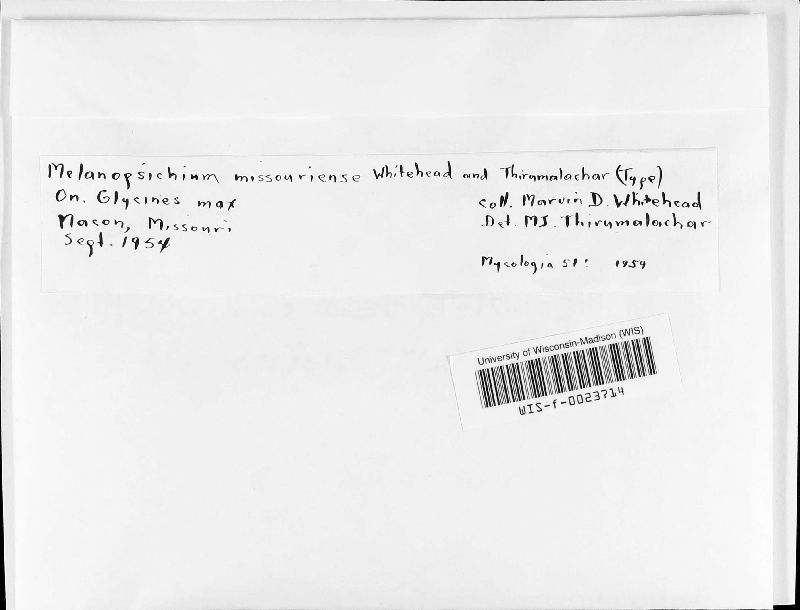 Melanopsichium missouriense Whitehead and Thirumalachar (Type)
On. Glycines max
Macon, Missouri
Sept. 1954
coll. Marvin D. Whitehead
Det. MJ. Thirumalachar
Mycologia 51: 1959
University of Wisconsin-Madison (WIS)
WIS-f-0023714